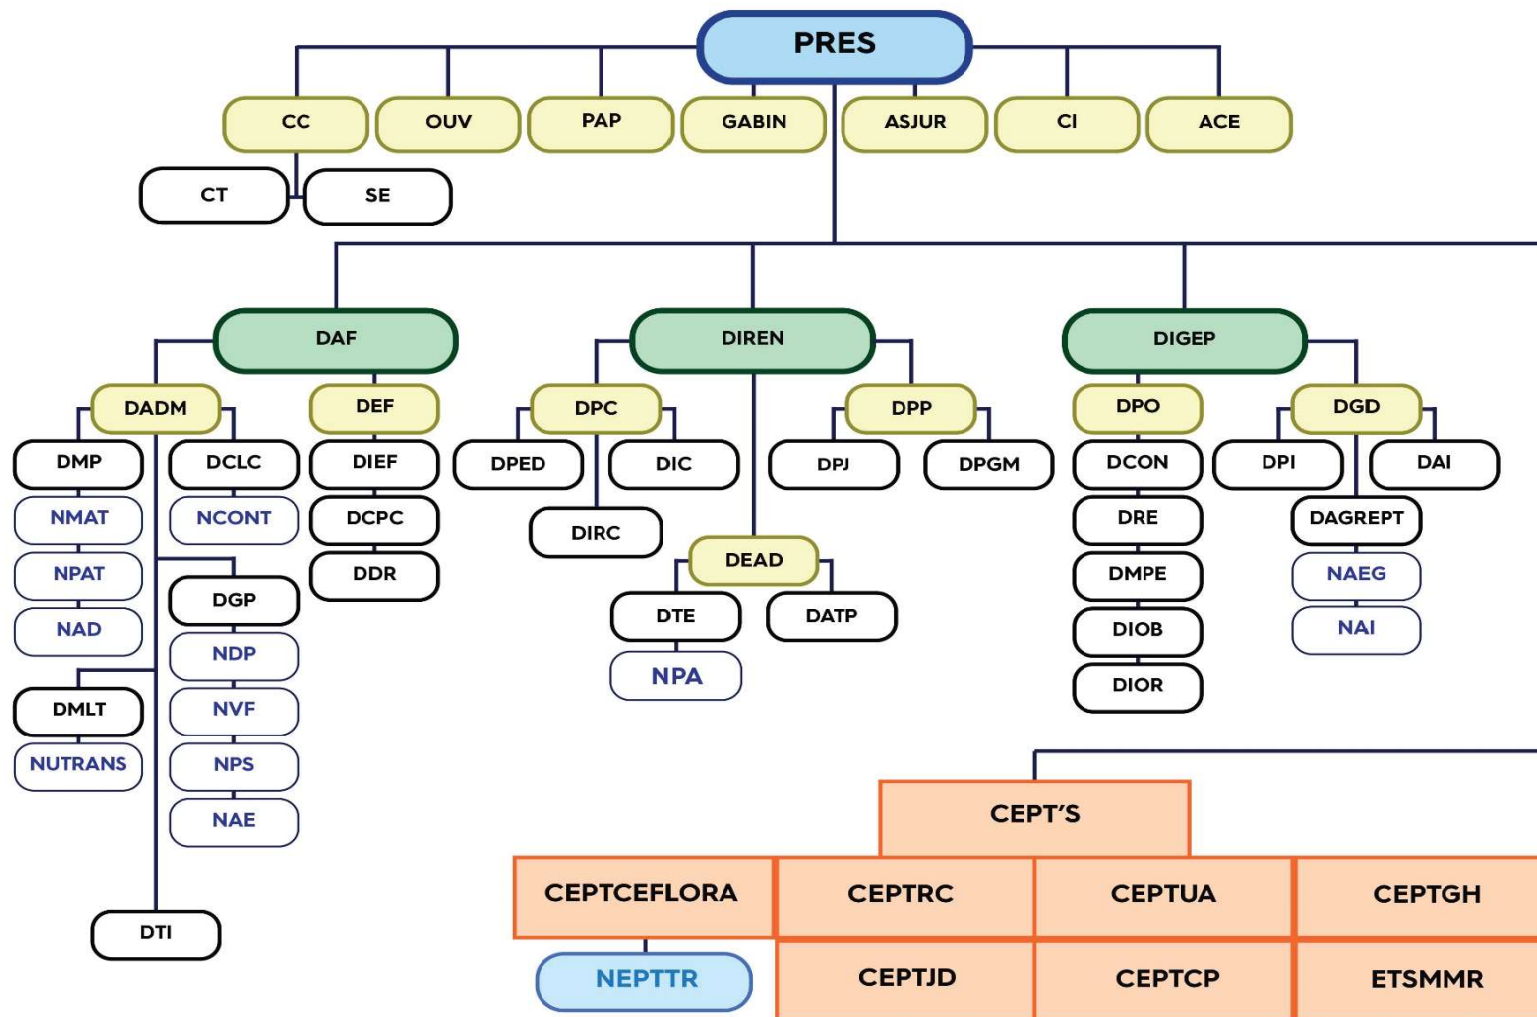 PRES
CC
OUV
PAP
GABIN
ASJUR
CI
ACE
CT
SE
DAF
DIREN
DIGEP
DADM
DEF
DPC
DPP
DPO
DGD
DMP
DCLC
DIEF
DPED
DIC
DPJ
DPGM
DCON
DPI
DAI
NMAT
NCONT
DCPC
DIRC
DRE
DAGREPT
NPAT
DDR
DEAD
DMPE
NAEG
DGP
NAD
DTE
DATP
DIOB
NAI
NDP
NPA
DIOR
DMLT
NVF
NUTRANS
NPS
NAE
DTI
CEPT'S
CEPTCEFLORA
CEPTRC
CEPTUA
CEPTGH
NEPTTR
CEPTJD
CEPTCP
ETSMMR